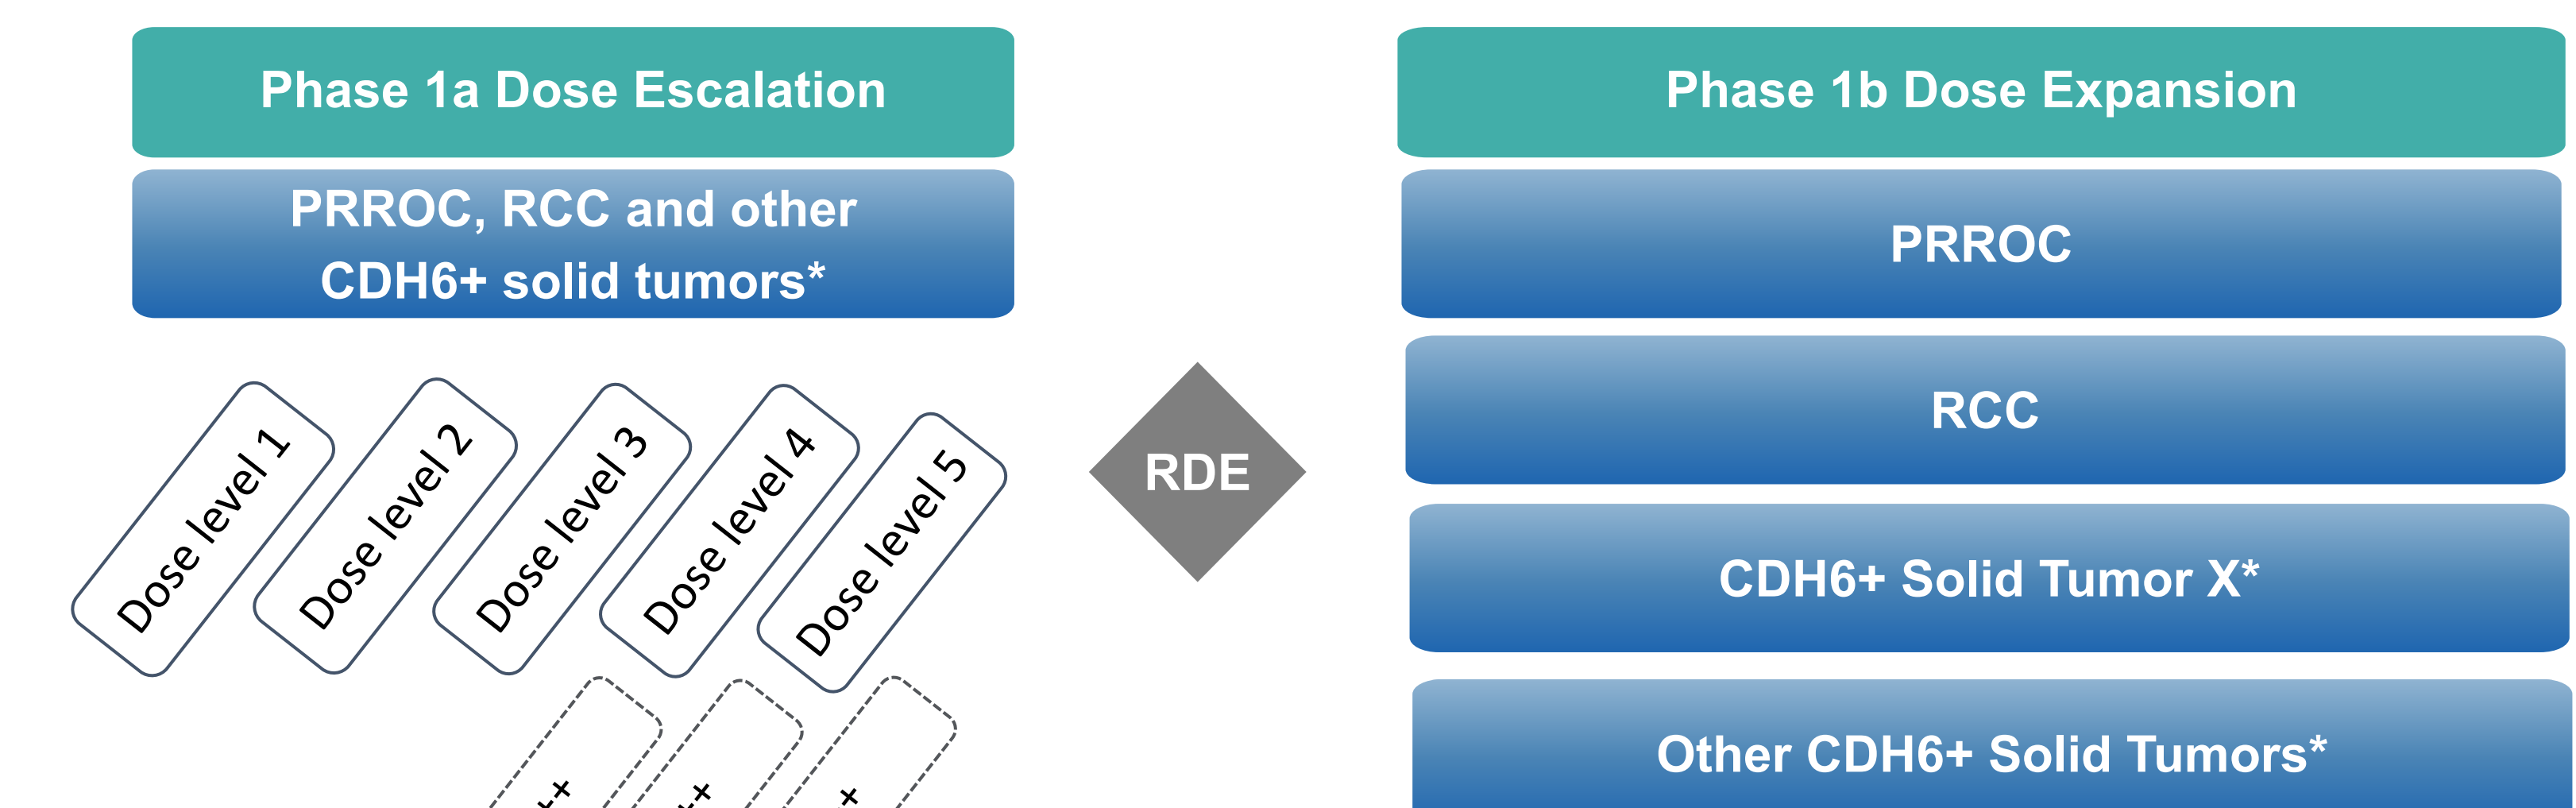 Phase 1a Dose Escalation
PRROC, RCC and other
CDH6+ solid tumors*
Dose level 1
Dose level 2
Dose level 3
Dose level 4
Dose level 5
RDE
Phase 1b Dose Expansion
PRROC
RCC
CDH6+ Solid Tumor X*
Other CDH6+ Solid Tumors*